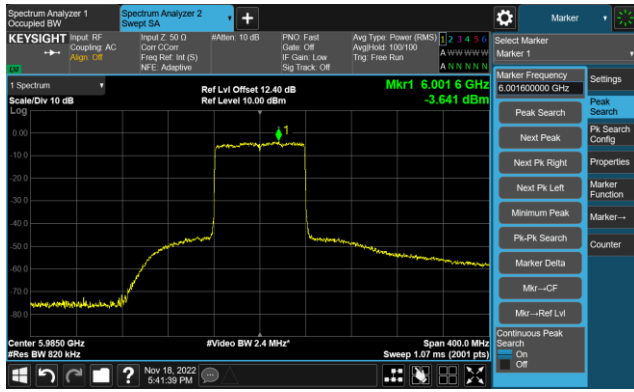 Spectrum Analyzer 1
Occupied BW
Spectrum Analyzer 2
Swept SA
Marker
KEYSIGHT
Input: RF
Coupling: AC
Align: Off
Input Z: 50 Ω
Corr CCorr
Freq Ref: Int (S)
NFE: Adaptive
#Atten: 10 dB
PNO: Fast
Gate: Off
IF Gain: Low
Sig Track: Off
Avg Type: Power (RMS)
Avg|Hold: 100/100
Trig: Free Run
1 2 3 4 5 6
A W W W W W
A N N N N N
Select Marker
Marker 1
1 Spectrum
Scale/Div 10 dB
Log
Ref Lvl Offset 12.40 dB
Ref Level 10.00 dBm
Mkr1 6.001 6 GHz
-3.641 dBm
1
0.00
-10.0
-20.0
-30.0
-40.0
-50.0
-60.0
-70.0
-80.0
Center 5.9850 GHz
#Res BW 820 kHz
#Video BW 2.4 MHz*
Span 400.0 MHz
Sweep 1.07 ms (2001 pts)
Marker Frequency
6.001600000 GHz
Peak Search
Next Peak
Next Pk Right
Next Pk Left
Minimum Peak
Pk-Pk Search
Marker Delta
Mkr→CF
Mkr→Ref Lvl
Continuous Peak
Search
On
Off
Settings
Peak
Search
Pk Search
Config
Properties
Marker
Function
Marker→
Counter
?
Nov 18, 2022
5:41:39 PM